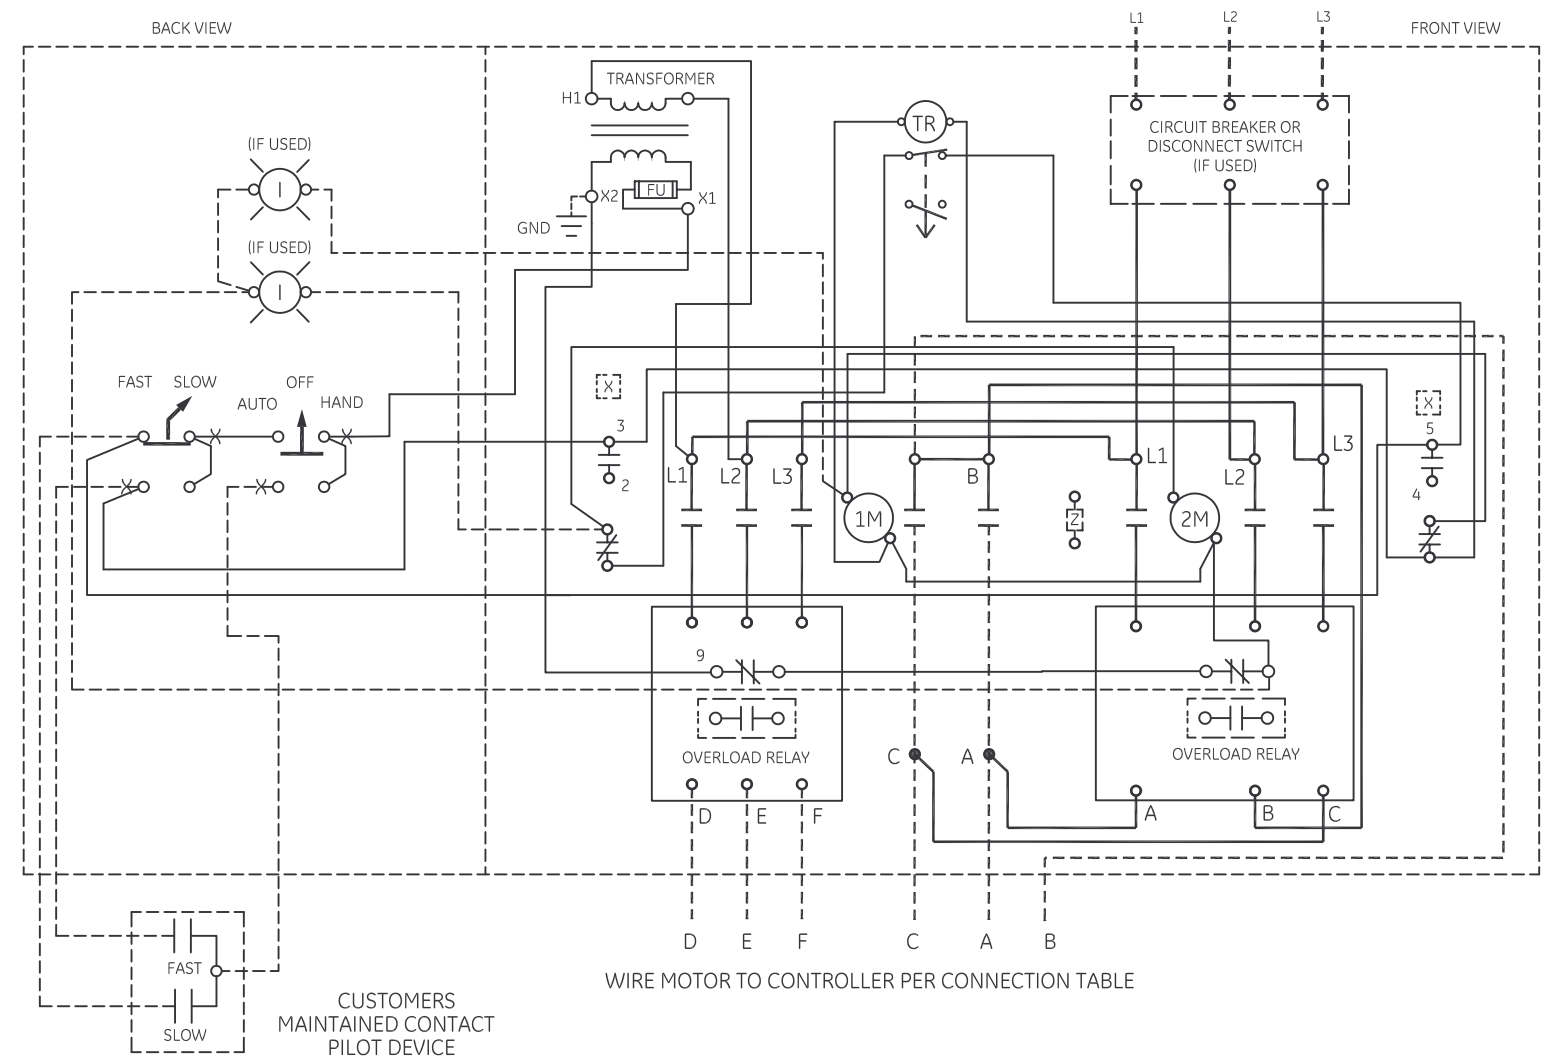 BACK VIEW
L1
L2
L3
FRONT VIEW
TRANSFORMER
H1
TR
CIRCUIT BREAKER OR
DISCONNECT SWITCH
(IF USED)
(IF USED)
I
FU
X2
X1
GND
(IF USED)
I
FAST
SLOW
OFF
AUTO
HAND
X
X
3
5
L1
L2
L3
B
L1
L2
L3
2
4
1M
Z
2M
9
OVERLOAD RELAY
C
A
OVERLOAD RELAY
D
E
F
A
B
C
D
E
F
C
A
B
FAST
SLOW
WIRE MOTOR TO CONTROLLER PER CONNECTION TABLE
CUSTOMERS
MAINTAINED CONTACT
PILOT DEVICE